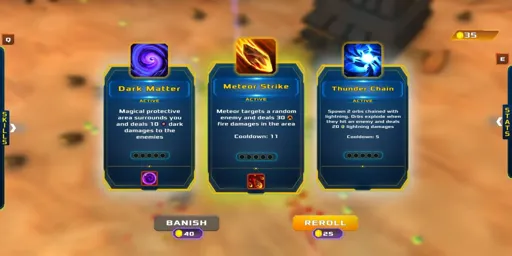 Q
35
E
SKILLS
STATS
Dark Matter
ACTIVE
Magical protective
area surrounds you
and deals 10 + dark
damages to the
enemies
Meteor Strike
ACTIVE
Meteor targets a random
enemy and deals 30
fire damages in the area
Cooldown: 11
Thunder Chain
ACTIVE
Spawn 2 orbs chained with
lightning. Orbs explode when
they hit an enemy and deals
20 lightning damages
Cooldown: 5
BANISH
40
REROLL
25